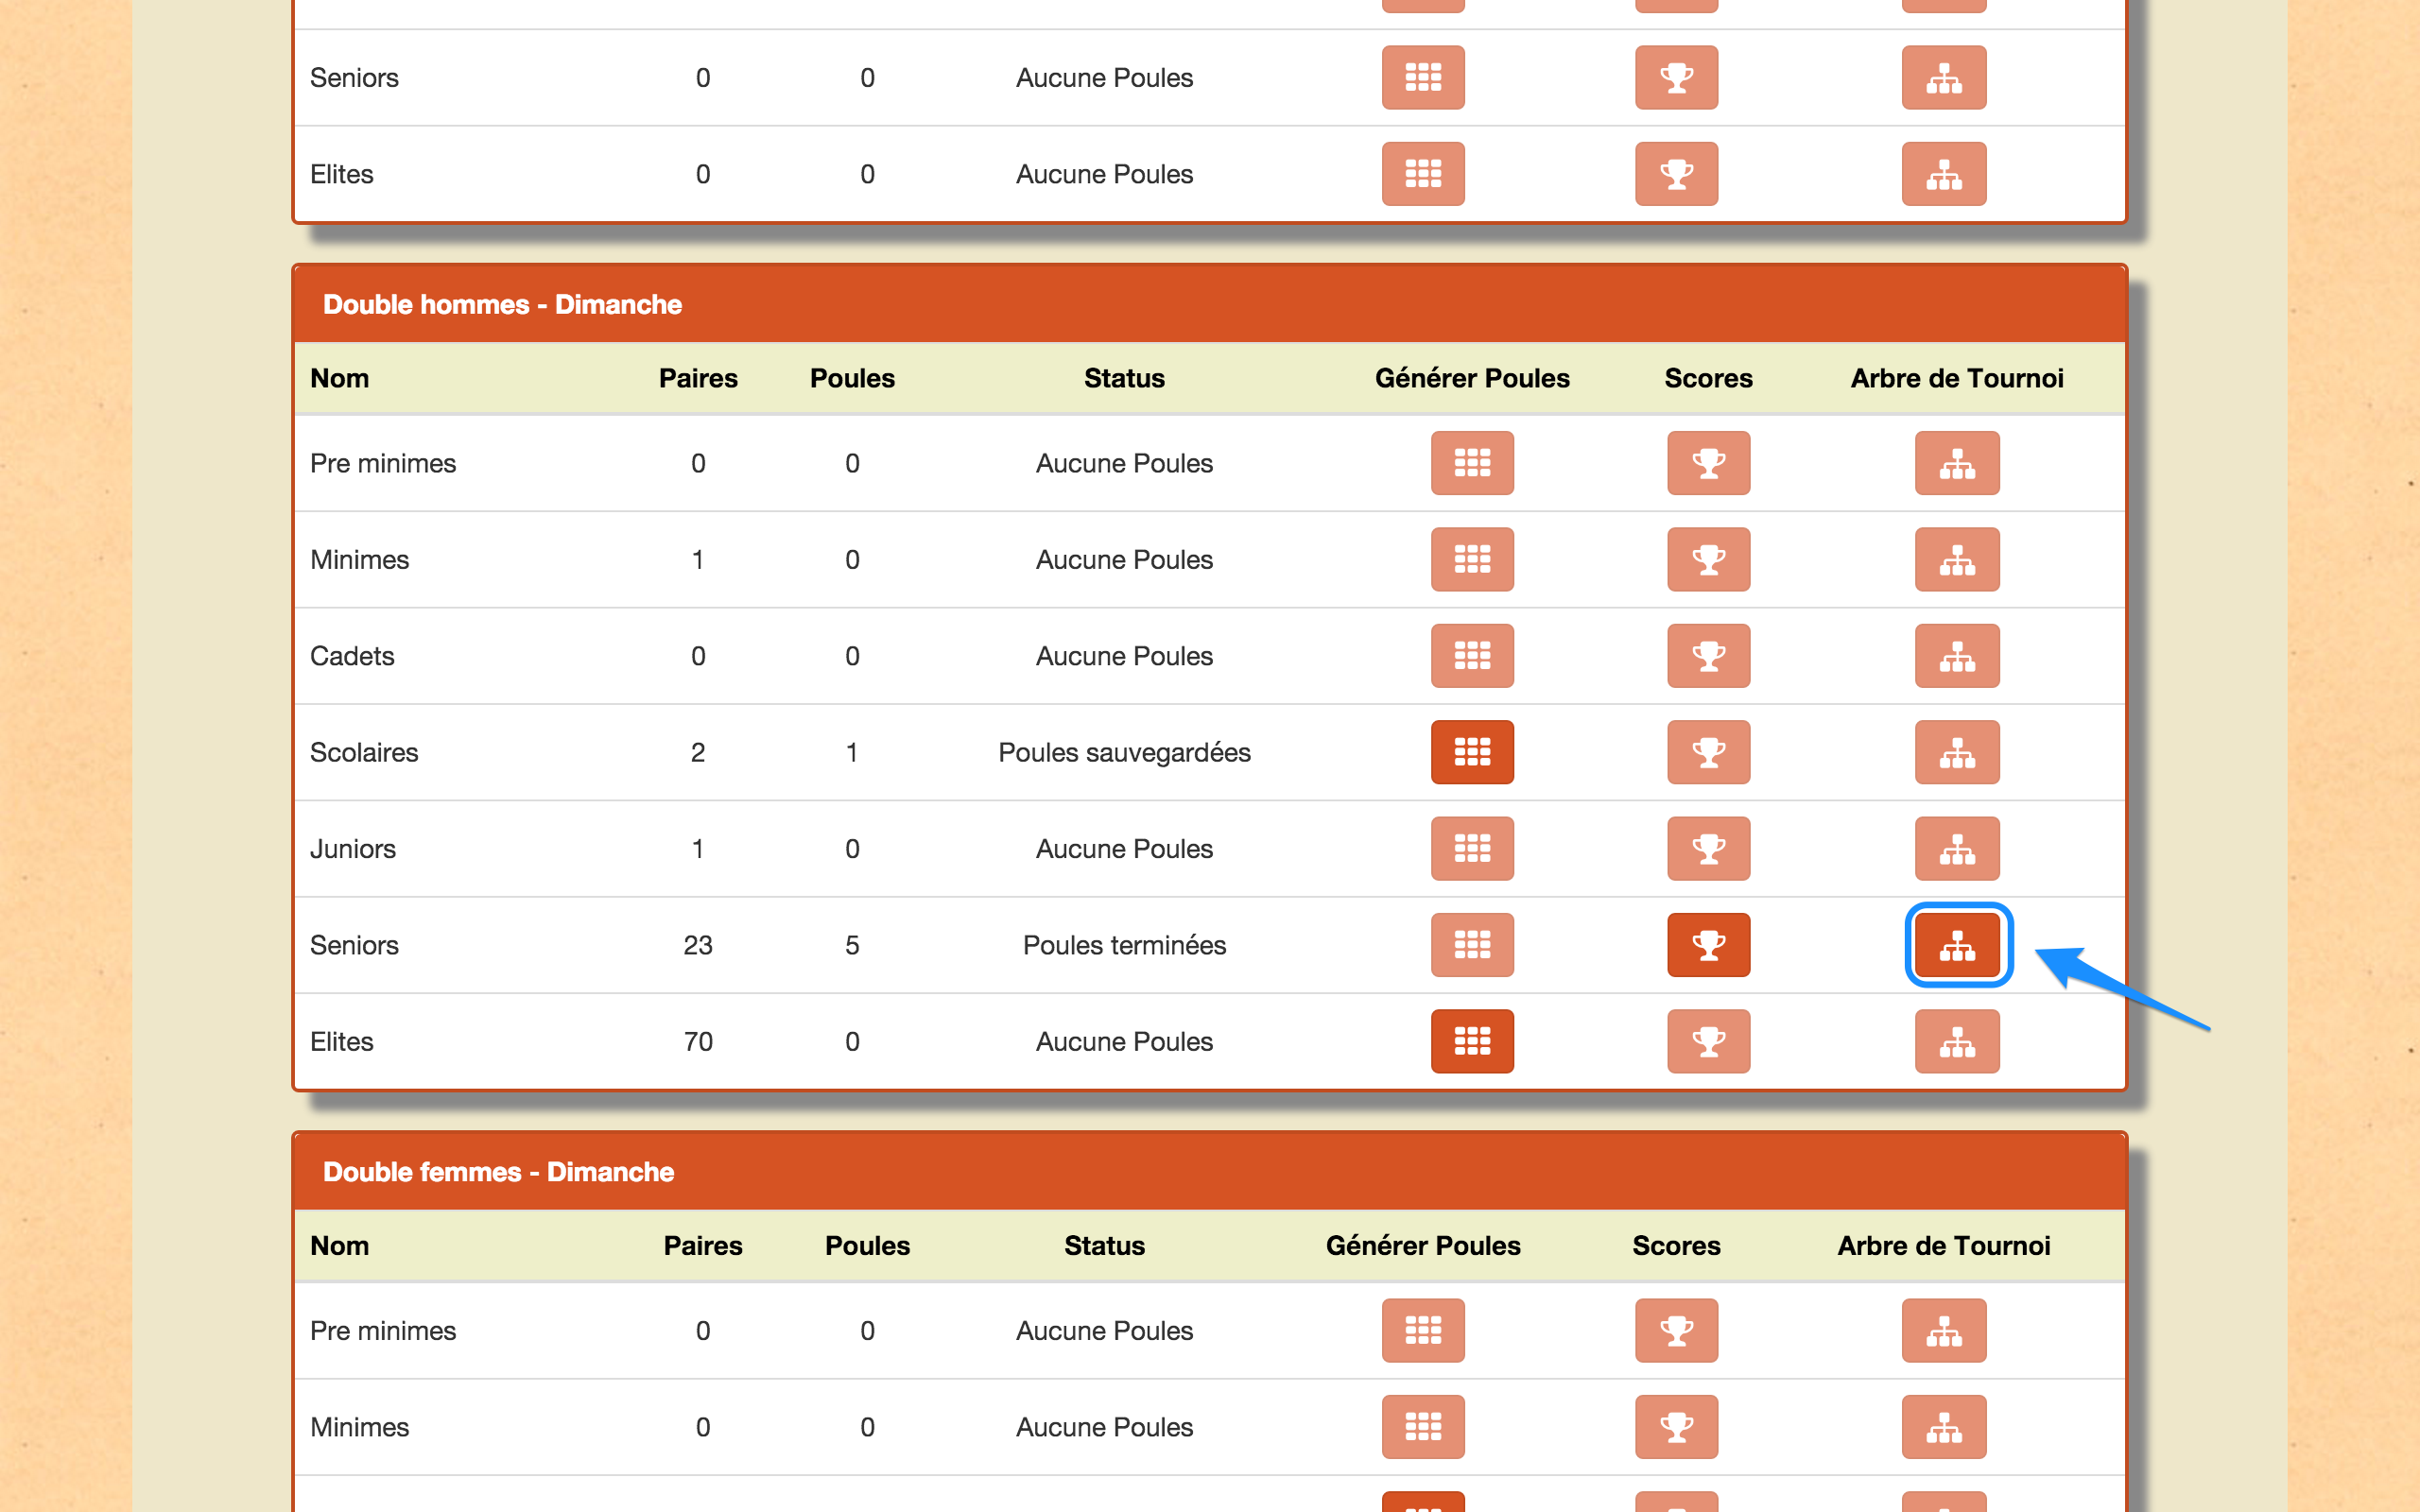 Seniors 0 0 Aucune Poules
Elites 0 0 Aucune Poules
Double hommes - Dimanche
Nom Paires Poules Status Générer Poules Scores Arbre de Tournoi
Pre minimes 0 0 Aucune Poules
Minimes 1 0 Aucune Poules
Cadets 0 0 Aucune Poules
Scolaires 2 1 Poules sauvegardées
Juniors 1 0 Aucune Poules
Seniors 23 5 Poules terminées
Elites 70 0 Aucune Poules
Double femmes - Dimanche
Nom Paires Poules Status Générer Poules Scores Arbre de Tournoi
Pre minimes 0 0 Aucune Poules
Minimes 0 0 Aucune Poules